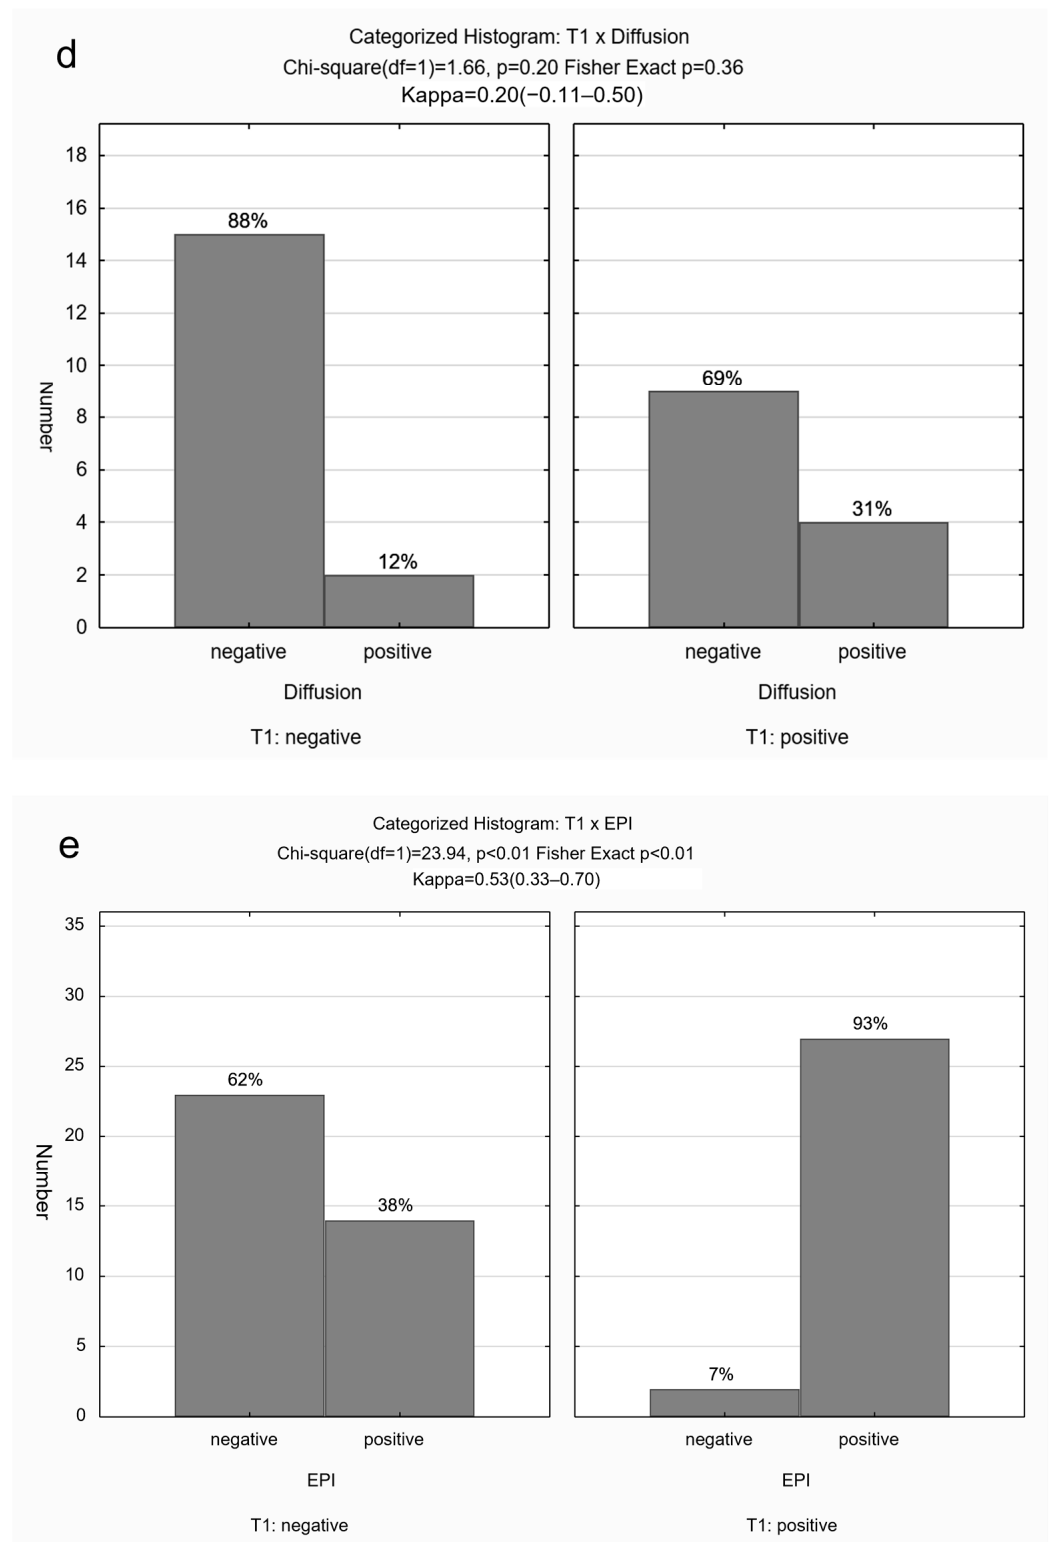 d
Categorized Histogram: T1 x Diffusion
Chi-square(df=1)=1.66, p=0.20 Fisher Exact p=0.36
Kappa=0.20(−0.11–0.50)
18
16
14
12
10
8
6
4
2
0
Number
88%
12%
69%
31%
negative positive
negative positive
Diffusion
Diffusion
T1: negative
T1: positive
e
Categorized Histogram: T1 x EPI
Chi-square(df=1)=23.94, p<0.01 Fisher Exact p<0.01
Kappa=0.53(0.33–0.70)
35
30
25
20
15
10
5
0
Number
62%
38%
7%
93%
negative positive
negative positive
EPI
EPI
T1: negative
T1: positive